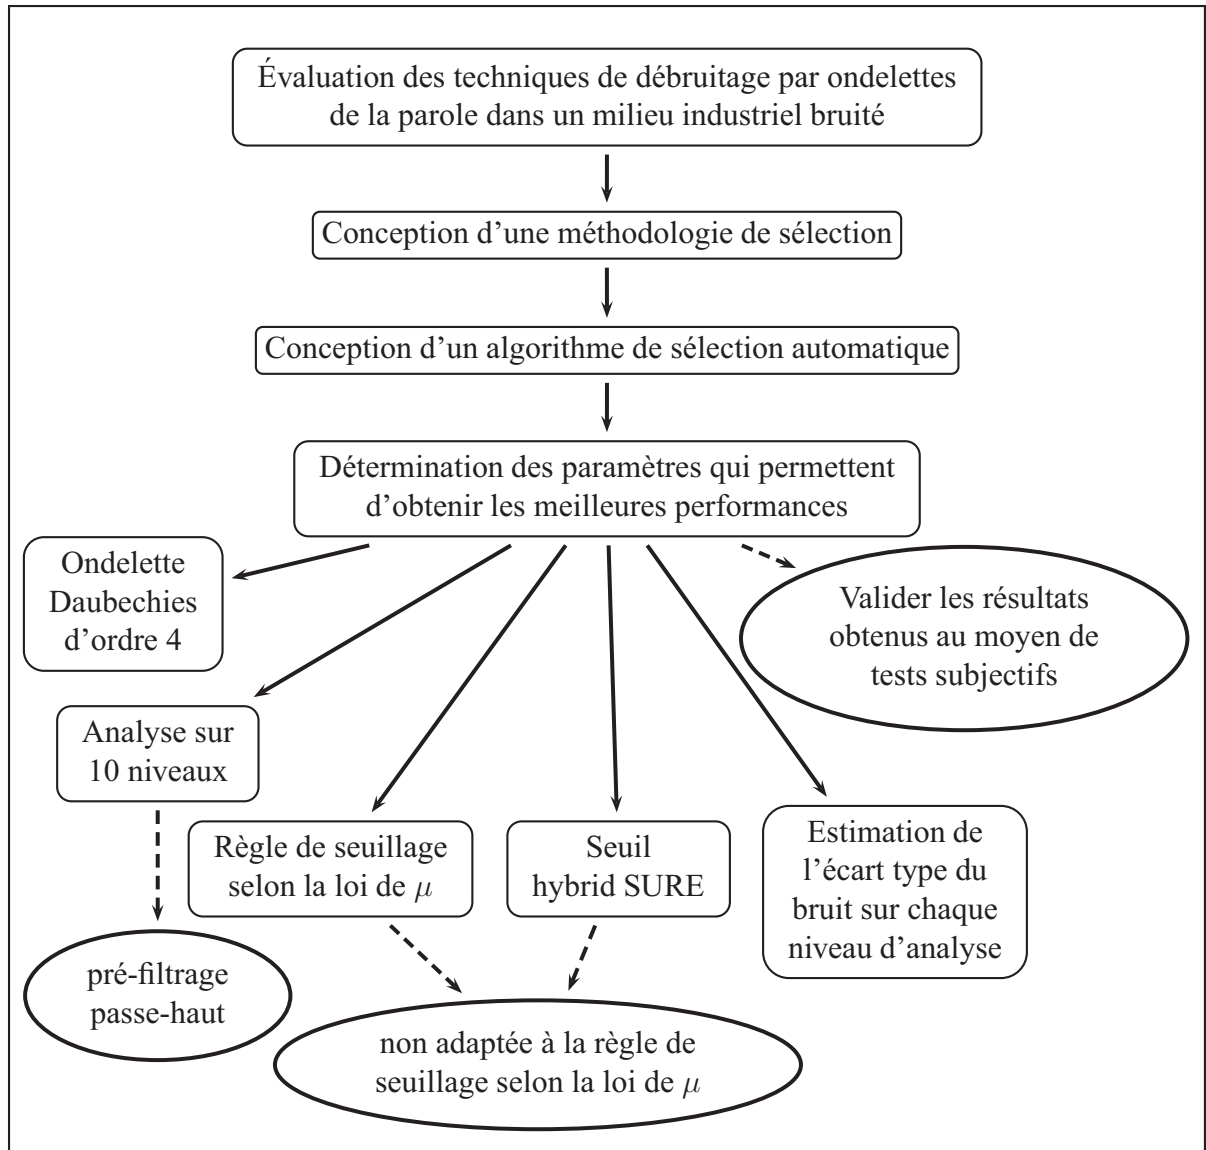 Évaluation des techniques de débruitage par ondelettes
de la parole dans un milieu industriel bruité
Conception d’une méthodologie de sélection
Conception d’un algorithme de sélection automatique
Détermination des paramètres qui permettent
d’obtenir les meilleures performances
Ondelette
Daubechies
d’ordre 4
Valider les résultats
obtenus au moyen de
tests subjectifs
Analyse sur
10 niveaux
Règle de seuillage
selon la loi de μ
Seuil
hybrid SURE
Estimation de
l’écart type du
bruit sur chaque
niveau d’analyse
pré-filtrage
passe-haut
non adaptée à la règle de
seuillage selon la loi de μ